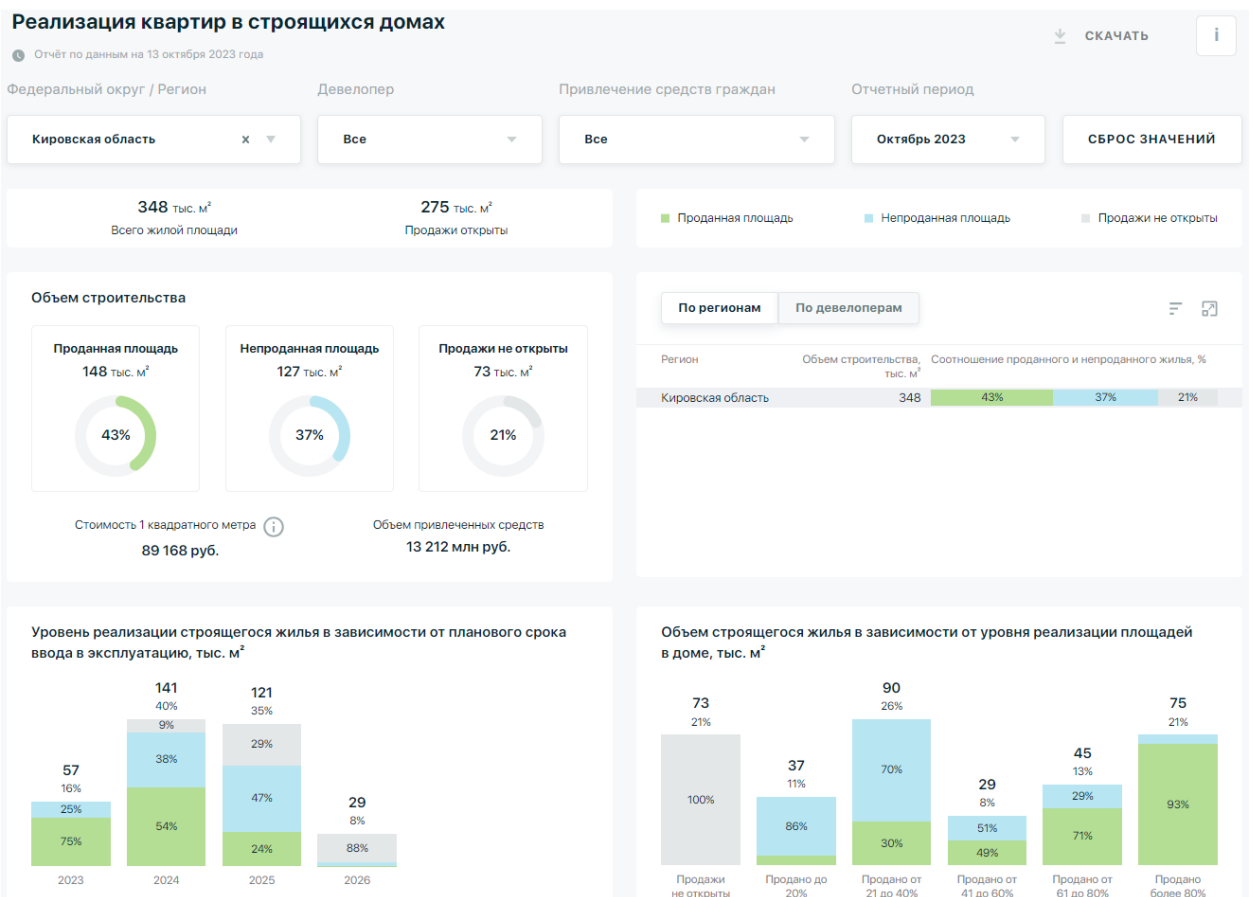 Реализация квартир в строящихся домах
СКАЧАТЬ
i
Отчёт по данным на 13 октября 2023 года
Федеральный округ / Регион
Девелопер
Привлечение средств граждан
Отчетный период
Кировская область x
Все
Все
Октябрь 2023
СБРОС ЗНАЧЕНИЙ
348 тыс. м²
Всего жилой площади
275 тыс. м²
Продажи открыты
Проданная площадь
Непроданная площадь
Продажи не открыты
Объем строительства
Проданная площадь
148 тыс. м²
43%
Непроданная площадь
127 тыс. м²
37%
Продажи не открыты
73 тыс. м²
21%
Стоимость 1 квадратного метра i
89 168 руб.
Объем привлеченных средств
13 212 млн руб.
По регионам
По девелоперам
Регион
Объем строительства,
тыс. м²
Соотношение проданного и непроданного жилья, %
Кировская область 348 43% 37% 21%
Уровень реализации строящегося жилья в зависимости от планового срока
ввода в эксплуатацию, тыс. м²
57
16%
25%
75%
2023
141
40%
9%
38%
54%
2024
121
35%
29%
47%
24%
2025
29
8%
88%
2026
Объем строящегося жилья в зависимости от уровня реализации площадей
в доме, тыс. м²
73
21%
100%
Продажи
не открыты
37
11%
86%
Продано до
20%
90
26%
70%
30%
Продано от
21 до 40%
29
8%
51%
49%
Продано от
41 до 60%
45
13%
29%
71%
Продано от
61 до 80%
75
21%
93%
Продано
более 80%